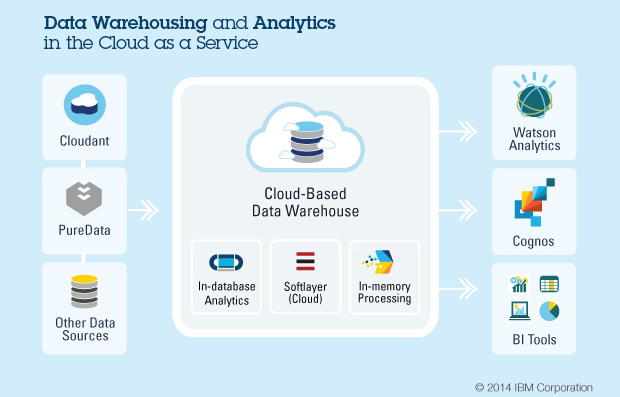 Data Warehousing and Analytics
in the Cloud as a Service
Cloudant
PureData
Other Data
Sources
Cloud-Based
Data Warehouse
In-database
Analytics
Softlayer
(Cloud)
In-memory
Processing
Watson
Analytics
Cognos
BI Tools
© 2014 IBM Corporation